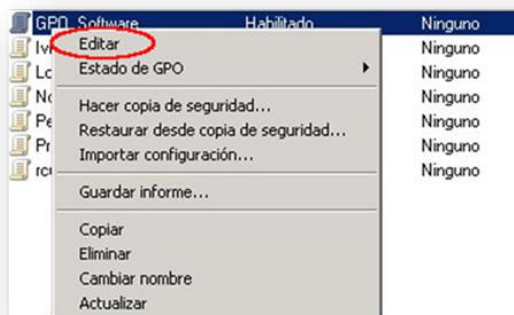 GPO_Software Habilitado Ninguno
Editar Ninguno
Estado de GPO Ninguno
Ninguno
Hacer copia de seguridad... Ninguno
Restaurar desde copia de seguridad... Ninguno
Importar configuración... Ninguno
Guardar informe...
Copiar
Eliminar
Cambiar nombre
Actualizar